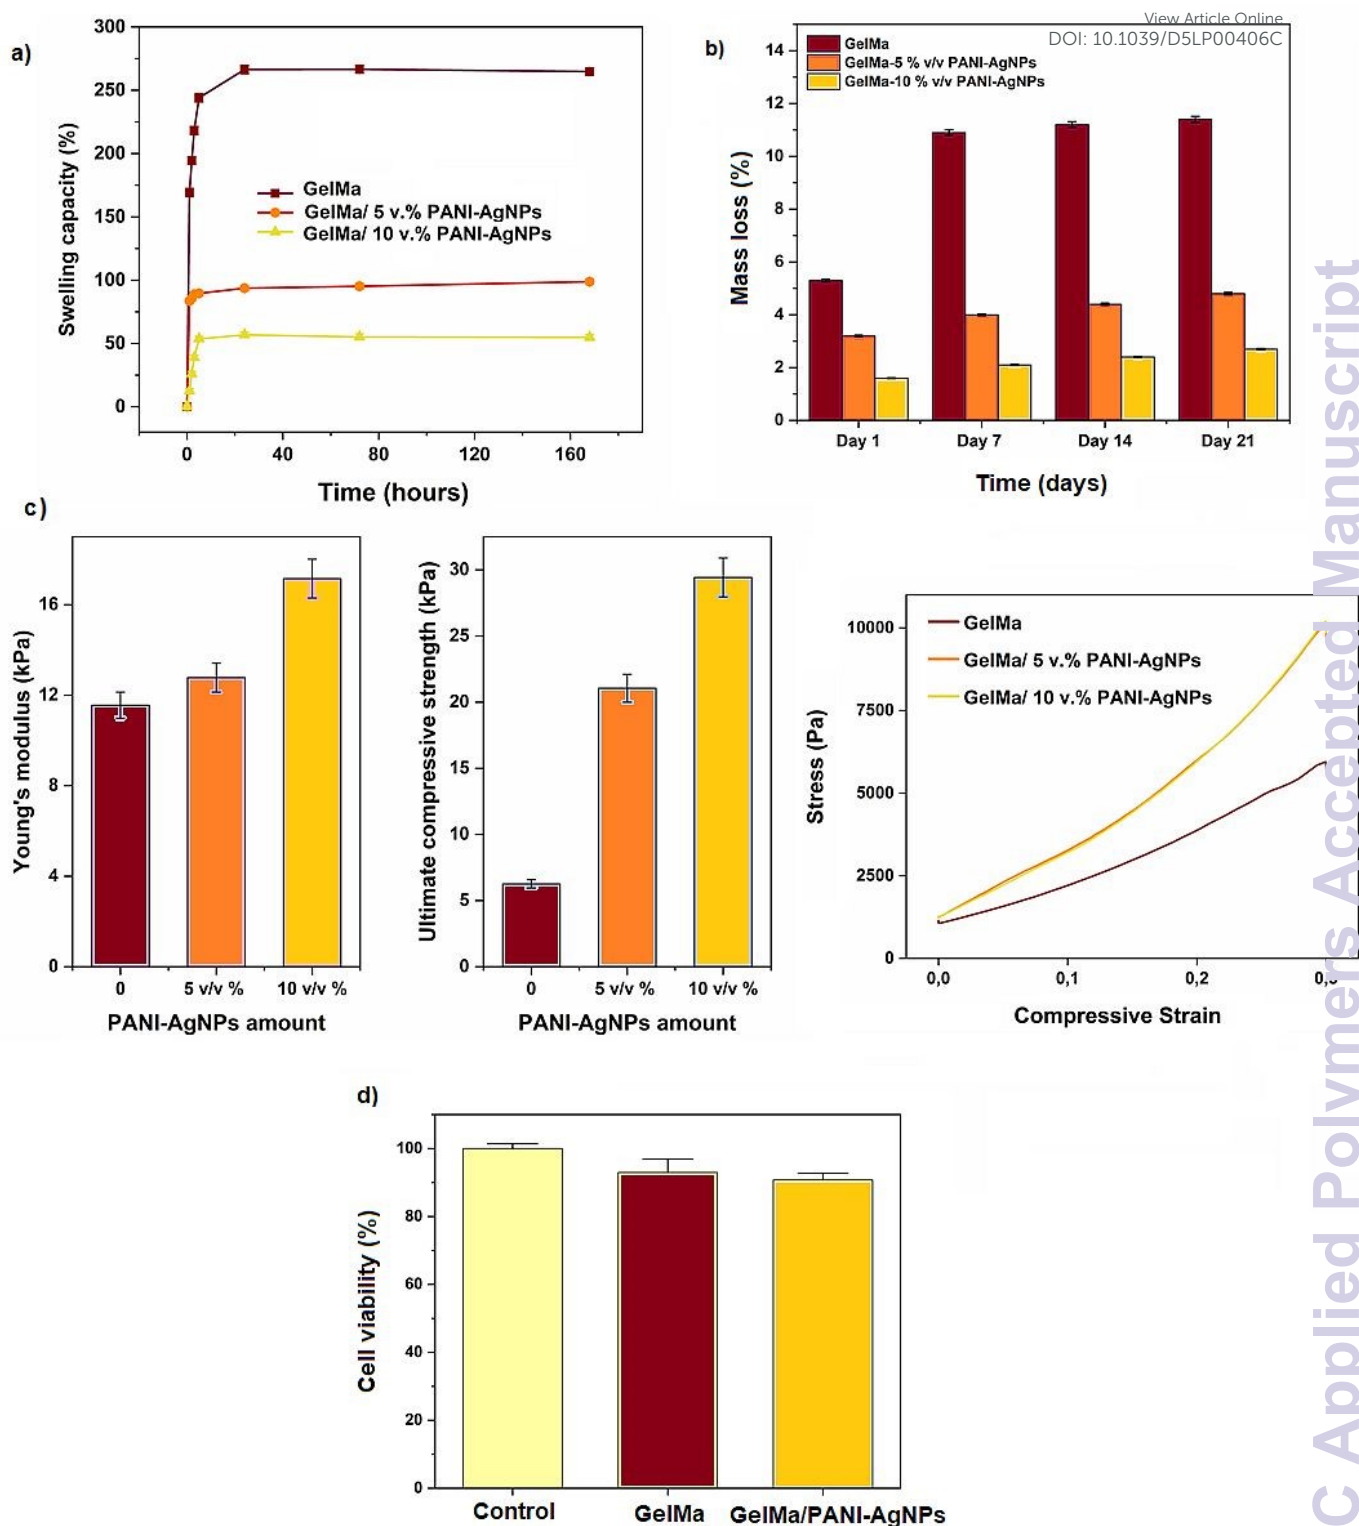 View Article Online
DOI: 10.1039/D5LP00406C
a)
300
250
200
150
100
50
0
Swelling capacity (%)
GelMa
GelMa/ 5 v.% PANI-AgNPs
GelMa/ 10 v.% PANI-AgNPs
0 40 80 120 160
Time (hours)
b)
14
12
10
8
6
4
2
0
Mass loss (%)
GelMa
GelMa-5 % v/v PANI-AgNPs
GelMa-10 % v/v PANI-AgNPs
Day 1 Day 7 Day 14 Day 21
Time (days)
c)
16
12
8
4
0
Young's modulus (kPa)
0 5 v/v % 10 v/v %
PANI-AgNPs amount
30
25
20
15
10
5
0
Ultimate compressive strength (kPa)
0 5 v/v % 10 v/v %
PANI-AgNPs amount
10000
7500
5000
2500
0
Stress (Pa)
GelMa
GelMa/ 5 v.% PANI-AgNPs
GelMa/ 10 v.% PANI-AgNPs
0,0 0,1 0,2
Compressive Strain
d)
100
80
60
40
20
0
Cell viability (%)
Control GelMa GelMa/PANI-AgNPs
C Applied Polymers Accepted Manuscript